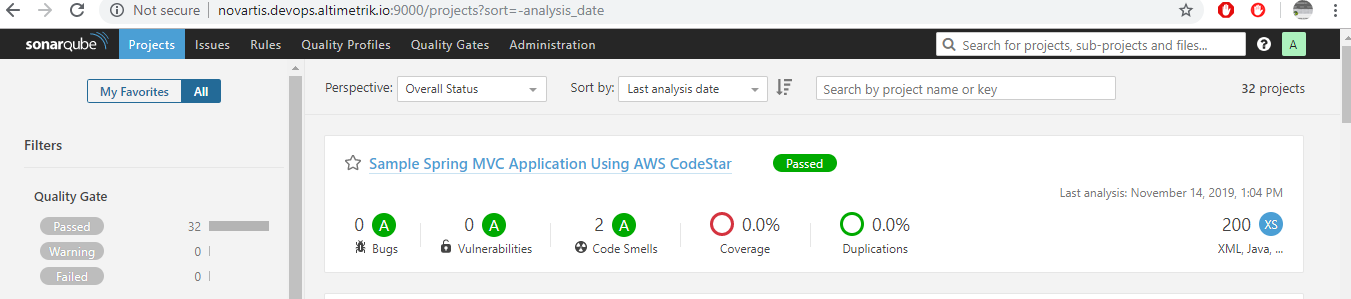 Not secure | novartis.devops.altimetrik.io:9000/projects?sort=-analysis_date
sonarqube Projects Issues Rules Quality Profiles Quality Gates Administration Search for projects, sub-projects and files... ? A
My Favorites All Perspective: Overall Status Sort by: Last analysis date Search by project name or key 32 projects
Filters
Sample Spring MVC Application Using AWS CodeStar Passed
Last analysis: November 14, 2019, 1:04 PM
Quality Gate
Passed 32
Warning 0
Failed 0
0 A 0 A 2 A 0.0% 0.0% 200 XS
Bugs Vulnerabilities Code Smells Coverage Duplications XML, Java, ...